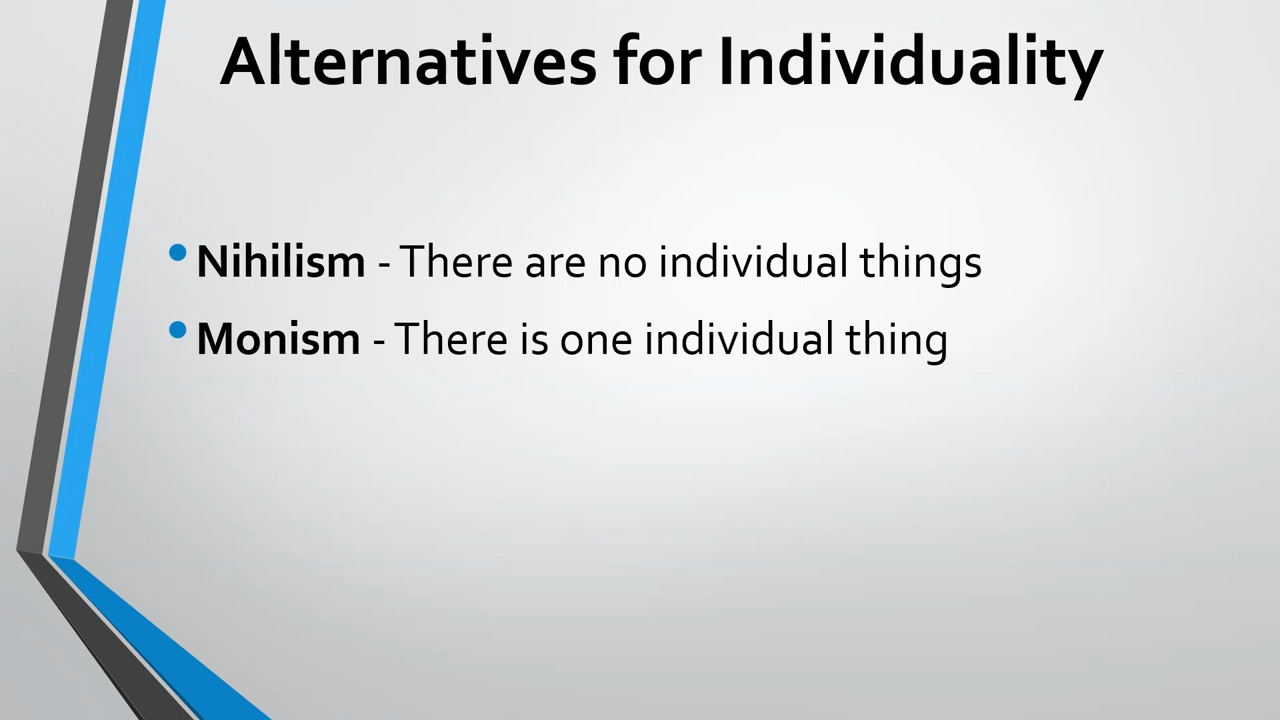 Alternatives for Individuality
• Nihilism - There are no individual things
• Monism - There is one individual thing